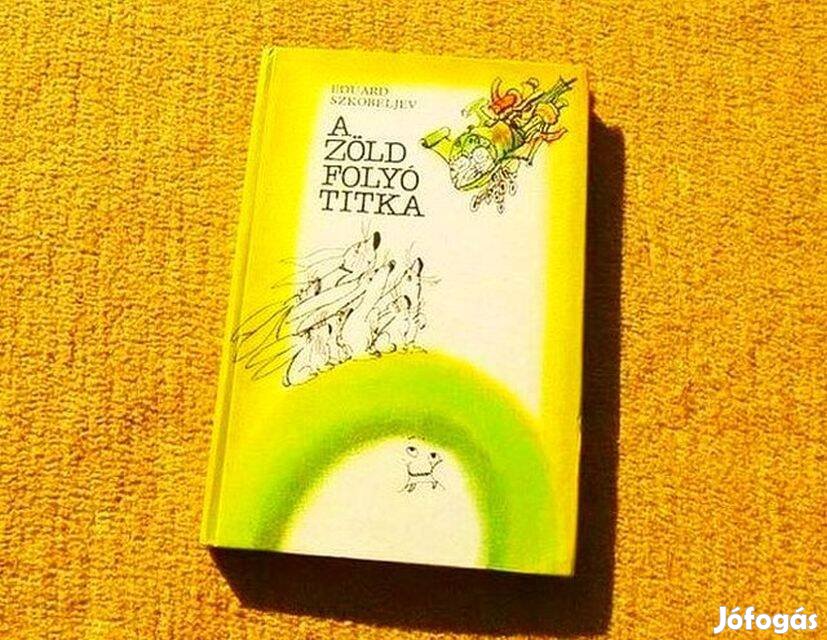 EDUARD
SZKOBELJEV
A
ZÖLD
FOLYÓ
TITKA
Jófogás